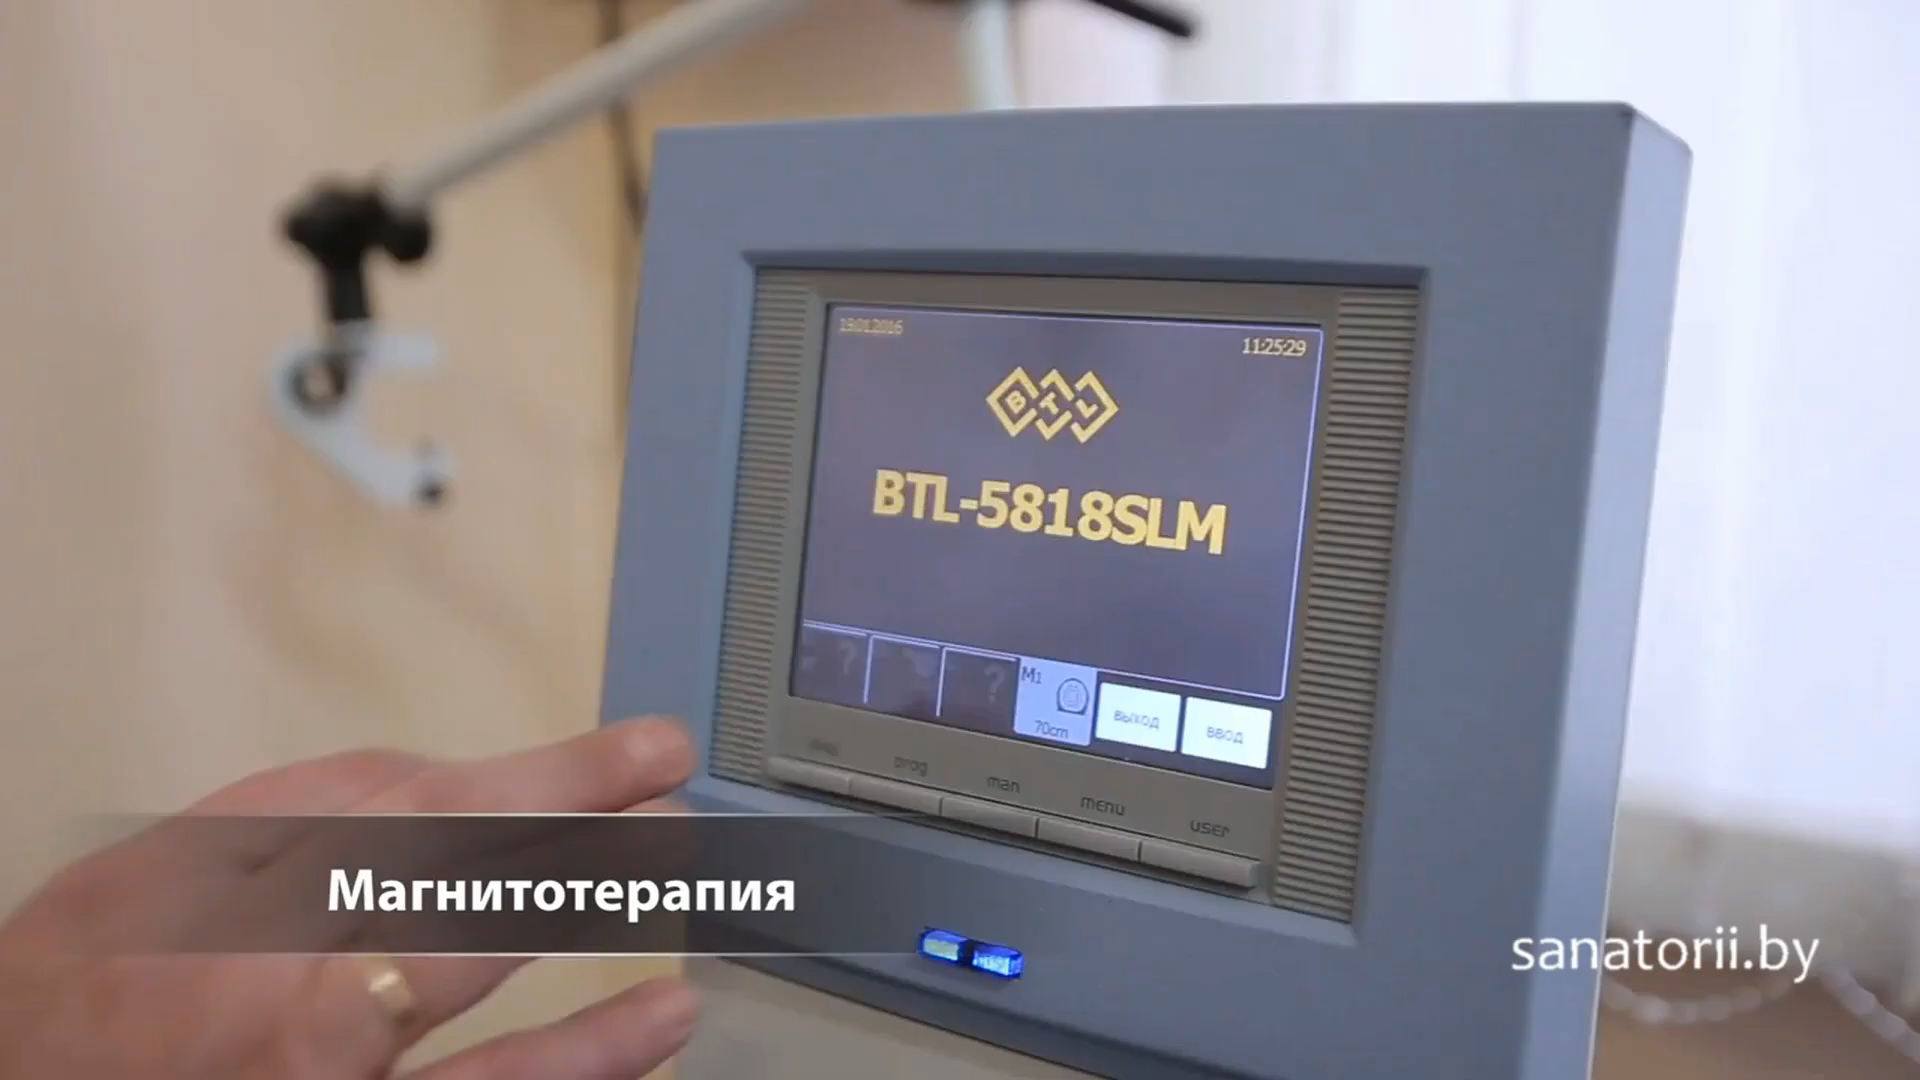 19.01.2016
11:25:29
BTL
BTL-5818SLM
?
?
M1
70cm
выход
ввод
prog
man
menu
user
Магнитотерапия
sanatorii.by